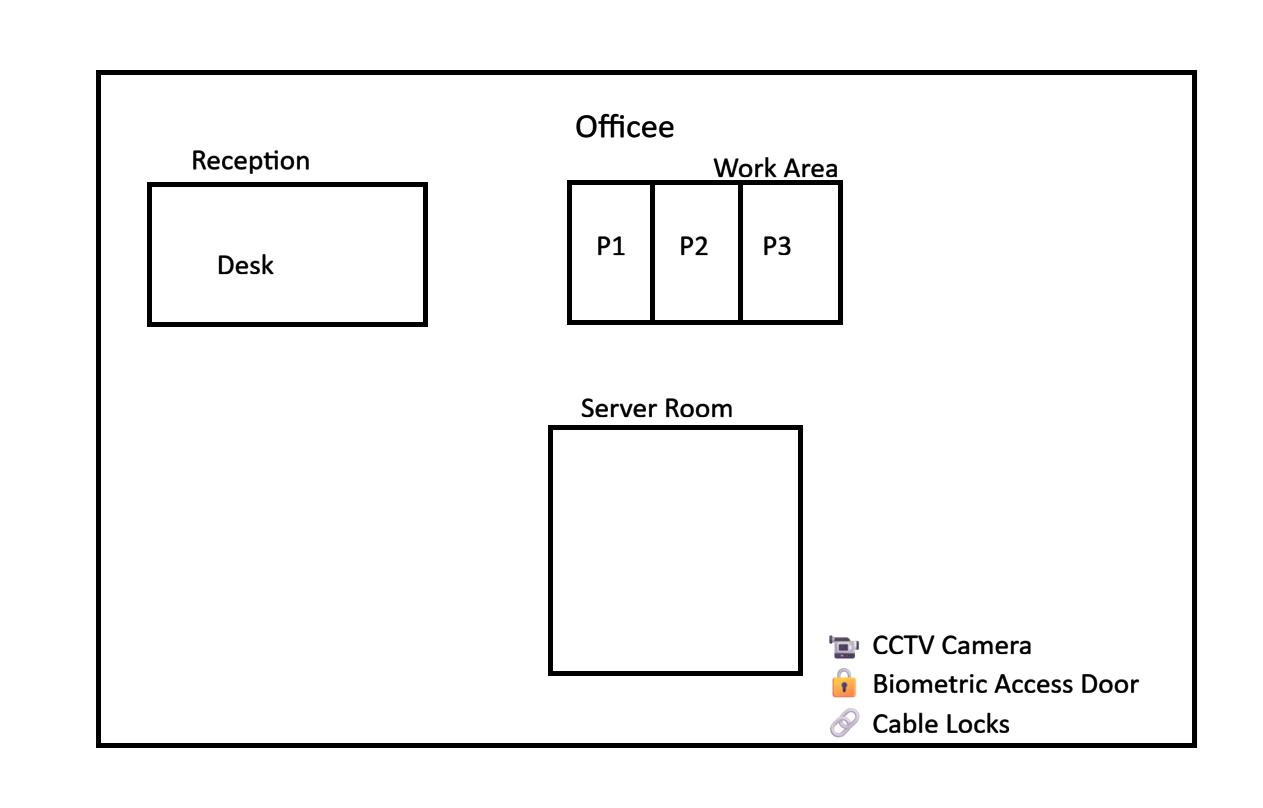 Officee
Reception
Work Area
Desk
P1
P2
P3
Server Room
CCTV Camera
Biometric Access Door
Cable Locks